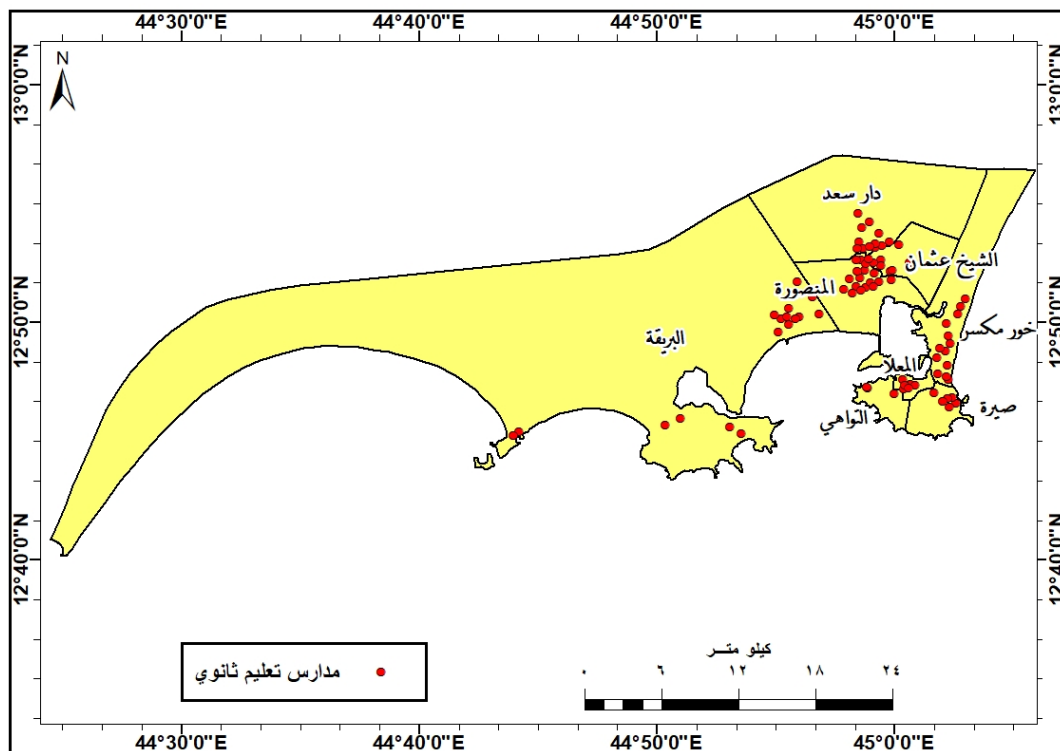 44°30'0"E 44°40'0"E 44°50'0"E 45°0'0"E
N
13°0'0"N 13°0'0"N
دار سعد
الشيخ عثمان
المنصورة
12°50'0"N 12°50'0"N
خور مكسر
البريقة
المعلا
التواهي
صيرة
12°40'0"N 12°40'0"N
مدارس تعليم ثانوي
كيلو متر
٠ ٦ ١٢ ١٨ ٢٤
44°30'0"E 44°40'0"E 44°50'0"E 45°0'0"E